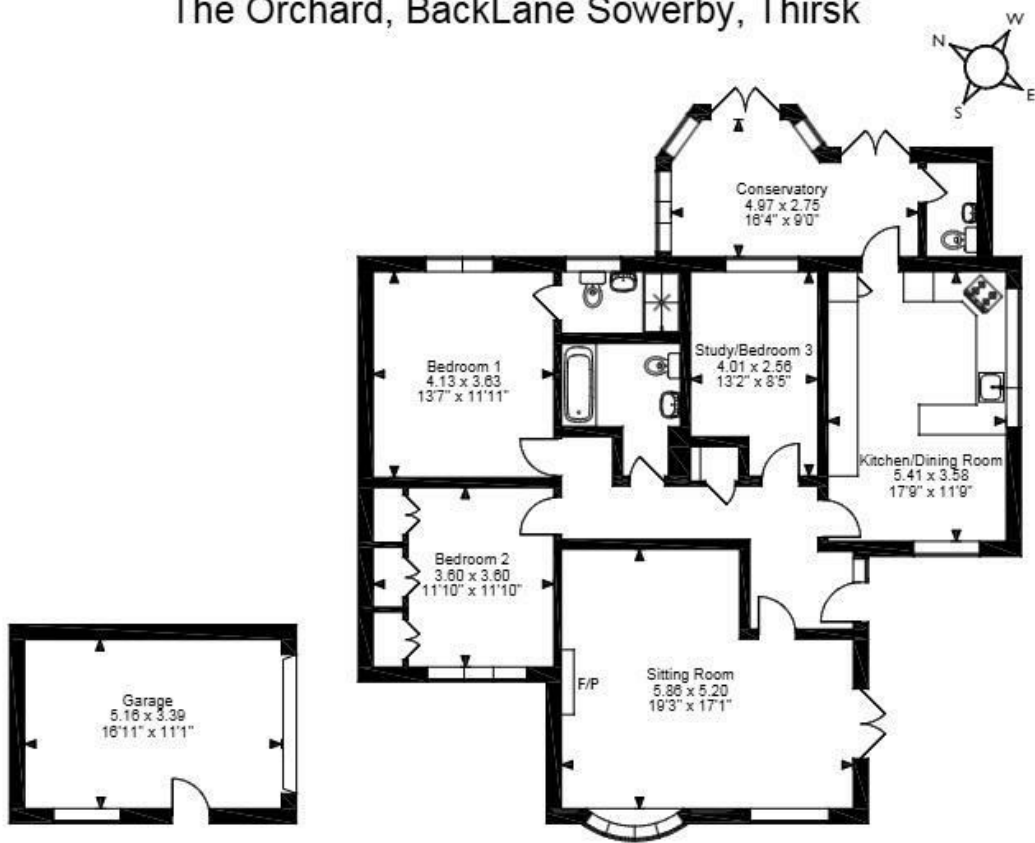 The Orchard, BackLane Sowerby, Thirsk
N
W
S
E
Conservatory
4.97 x 2.75
16'4" x 9'0"
Bedroom 1
4.13 x 3.63
13'7" x 11'11"
Study/Bedroom 3
4.01 x 2.56
13'2" x 8'5"
Kitchen/Dining Room
5.41 x 3.58
17'9" x 11'9"
Bedroom 2
3.60 x 3.60
11'10" x 11'10"
Sitting Room
5.86 x 5.20
19'3" x 17'1"
F/P
Garage
5.16 x 3.39
16'11" x 11'1"